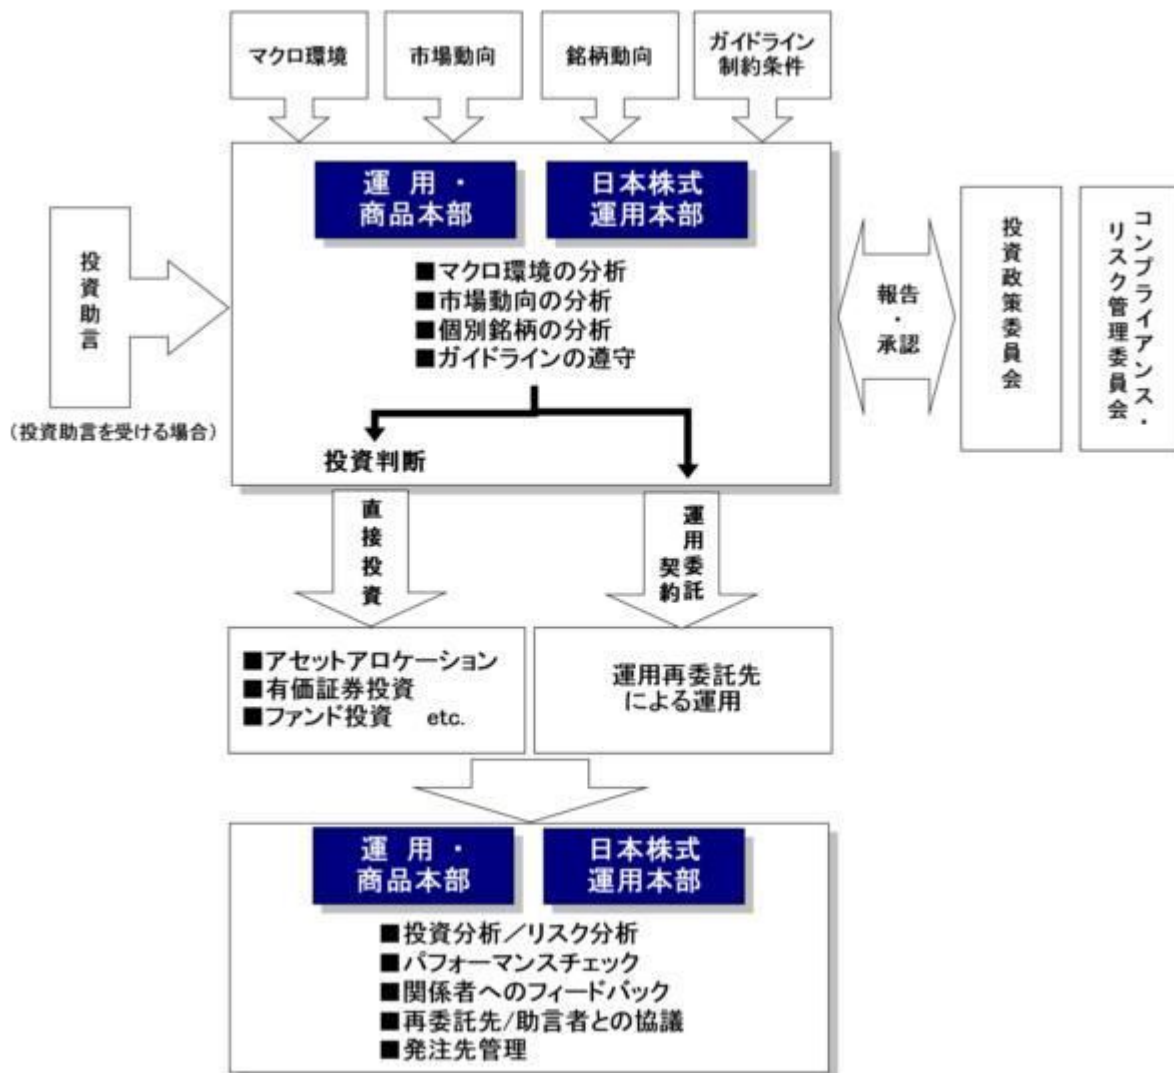 マクロ環境
市場動向
銘柄動向
ガイドライン
制約条件
運 用 ・
商品本部
日本株式
運用本部
■マクロ環境の分析
■市場動向の分析
■個別銘柄の分析
■ガイドラインの遵守
投資助言
(投資助言を受ける場合)
報告
・
承認
投資政策委員会
コンプライアンス・
リスク管理委員会
投資判断
直接投資
運用委託
契約
■アセットアロケーション
■有価証券投資
■ファンド投資 etc.
運用再委託先
による運用
運 用 ・
商品本部
日本株式
運用本部
■投資分析／リスク分析
■パフォーマンスチェック
■関係者へのフィードバック
■再委託先/助言者との協議
■発注先管理